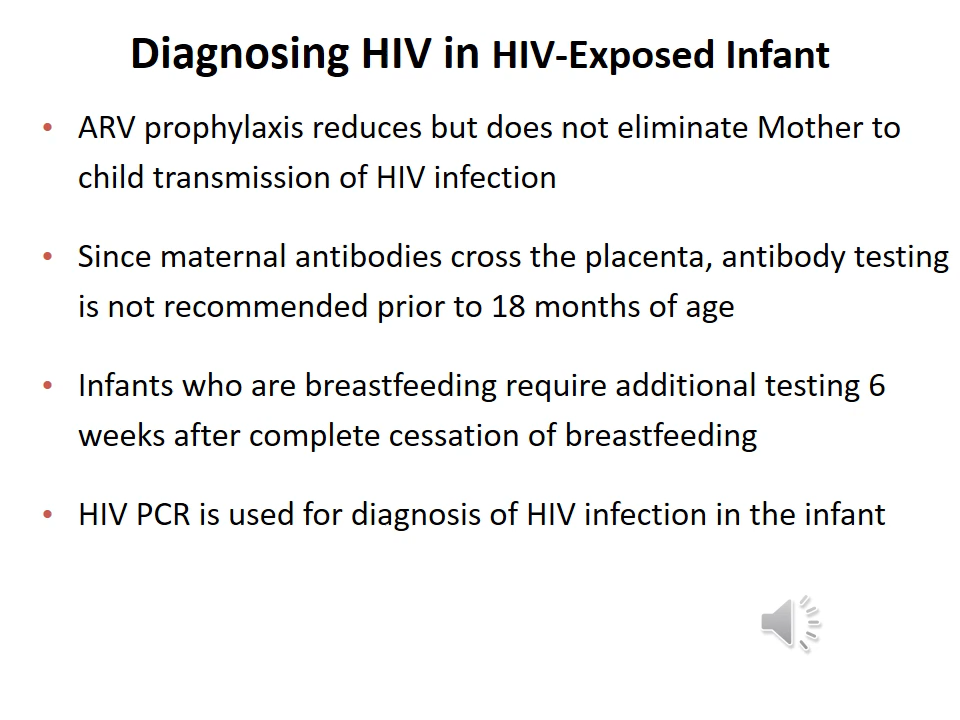 Diagnosing HIV in HIV-Exposed Infant
• ARV prophylaxis reduces but does not eliminate Mother to
child transmission of HIV infection
• Since maternal antibodies cross the placenta, antibody testing
is not recommended prior to 18 months of age
• Infants who are breastfeeding require additional testing 6
weeks after complete cessation of breastfeeding
• HIV PCR is used for diagnosis of HIV infection in the infant